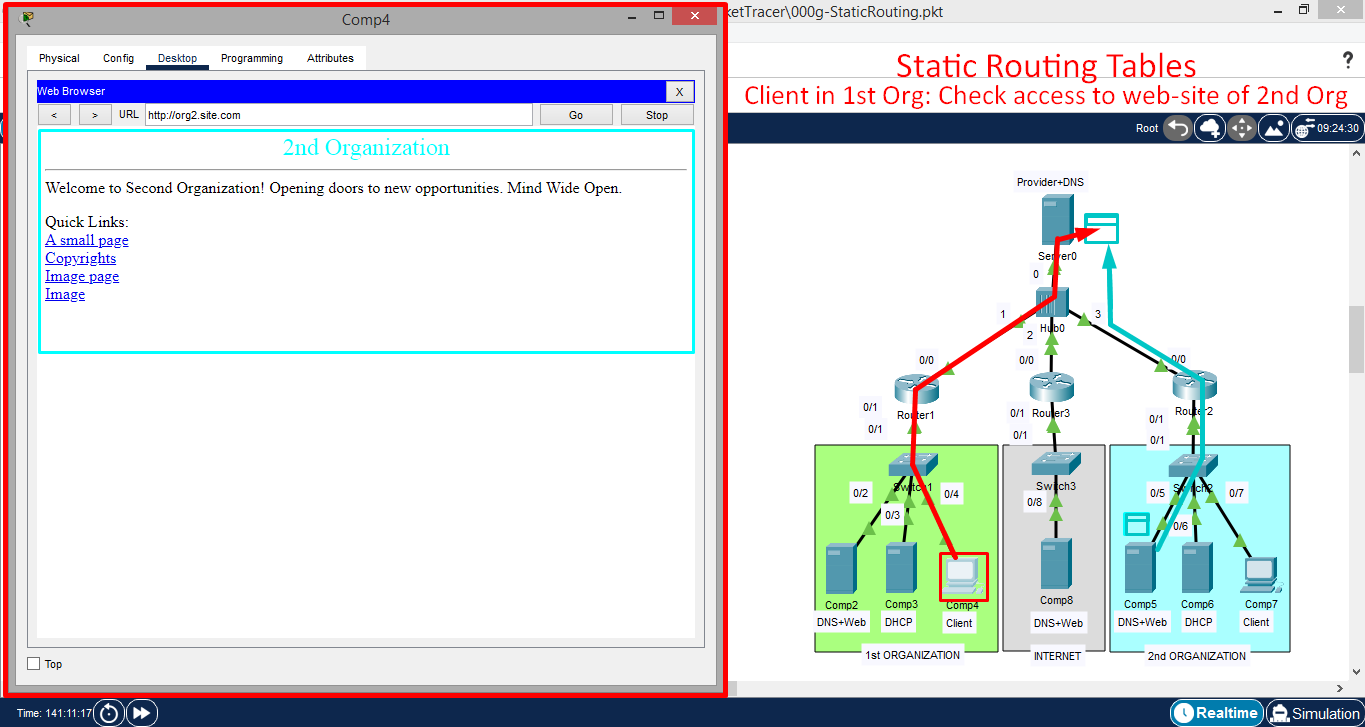 Comp4
ketTracer\000g-StaticRouting.pkt
Physical Config Desktop Programming Attributes
Web Browser X
< > URL http://org2.site.com Go Stop
2nd Organization
Welcome to Second Organization! Opening doors to new opportunities. Mind Wide Open.
Quick Links:
A small page
Copyrights
Image page
Image
Top
Static Routing Tables
?
Client in 1st Org: Check access to web-site of 2nd Org
Root 09:24:30
Provider+DNS
Server0
0
1 Hub0 3
2
0/0 0/0 0/0
Router1 Router3 Router2
0/1 0/1 0/1
0/1 0/1 0/1
Switch1 Switch3 Switch2
0/2 0/3 0/4 0/8 0/5 0/6 0/7
Comp2 Comp3 Comp4 Comp8 Comp5 Comp6 Comp7
DNS+Web DHCP Client DNS+Web DNS+Web DHCP Client
1st ORGANIZATION INTERNET 2nd ORGANIZATION
Time: 141:11:17 Realtime Simulation